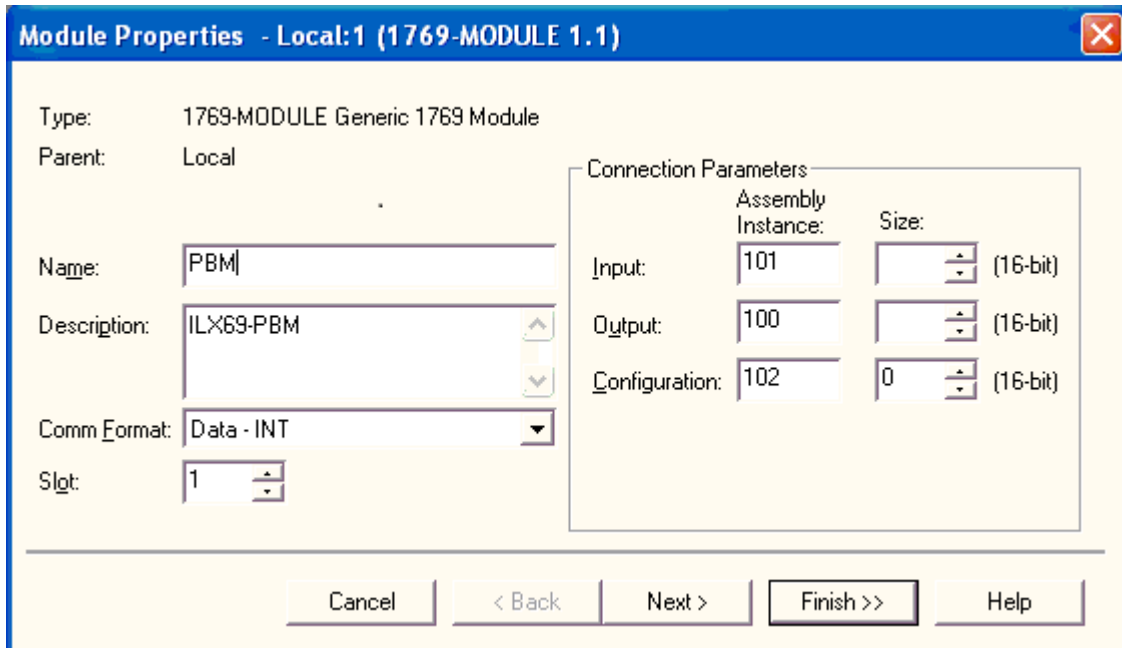 Module Properties - Local:1 (1769-MODULE 1.1)
Type: 1769-MODULE Generic 1769 Module
Parent: Local
Name: PBM
Description: ILX69-PBM
Comm Format: Data - INT
Slot: 1
Connection Parameters
Assembly
Instance: Size:
Input: 101 (16-bit)
Output: 100 (16-bit)
Configuration: 102 0 (16-bit)
Cancel < Back Next > Finish >> Help